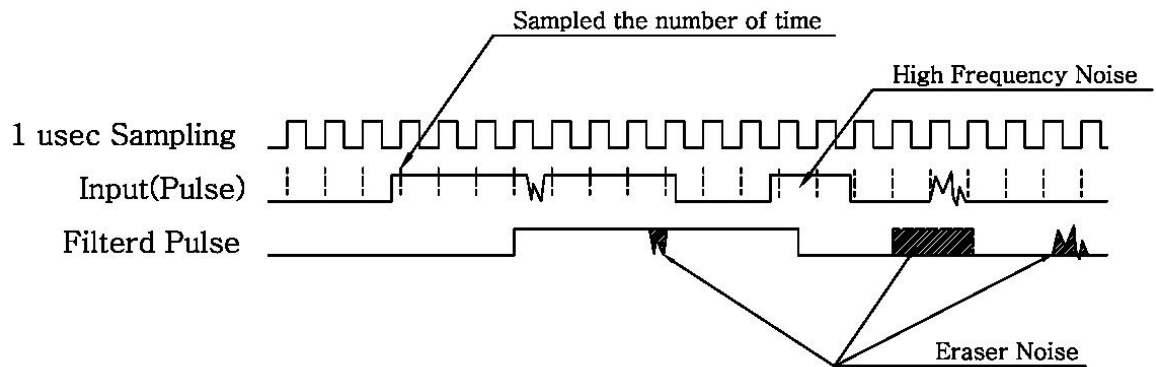 Sampled the number of time
High Frequency Noise
1 usec Sampling
Input(Pulse)
Filterd Pulse
Eraser Noise